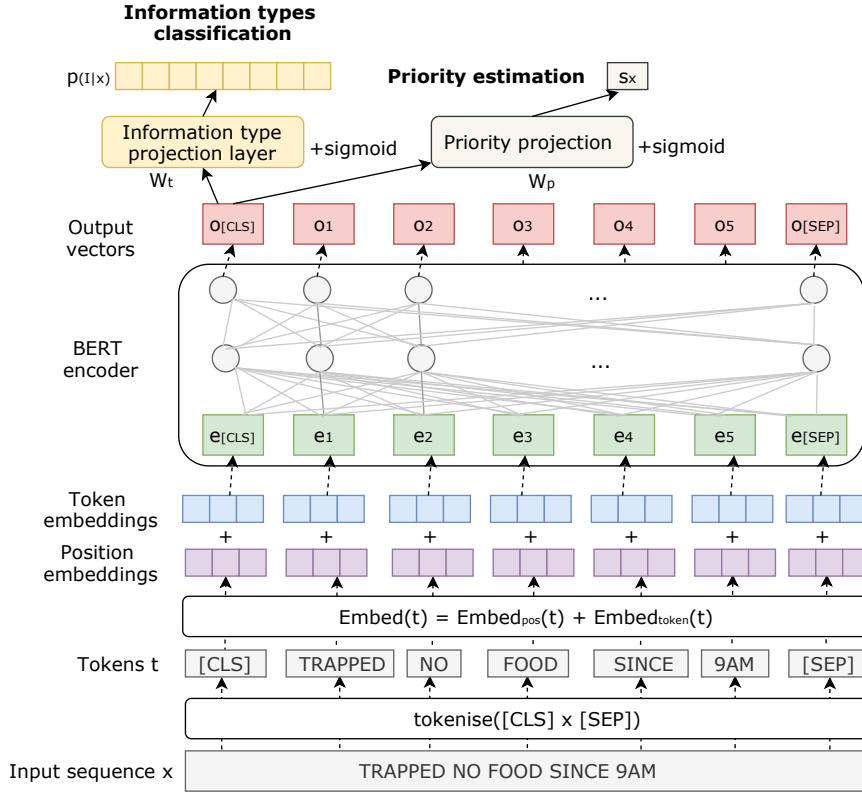 Information types
classification
p(I|x)
Priority estimation
sx
Information type
projection layer
+sigmoid
Priority projection
+sigmoid
Wt
Wp
Output
vectors
o[CLS] o1 o2 o3 o4 o5 o[SEP]
...
BERT
encoder
...
e[CLS] e1 e2 e3 e4 e5 e[SEP]
Token
embeddings
+ + + + + + +
Position
embeddings
Embed(t) = Embedpos(t) + Embedtoken(t)
Tokens t [CLS] TRAPPED NO FOOD SINCE 9AM [SEP]
tokenise([CLS] x [SEP])
Input sequence x TRAPPED NO FOOD SINCE 9AM